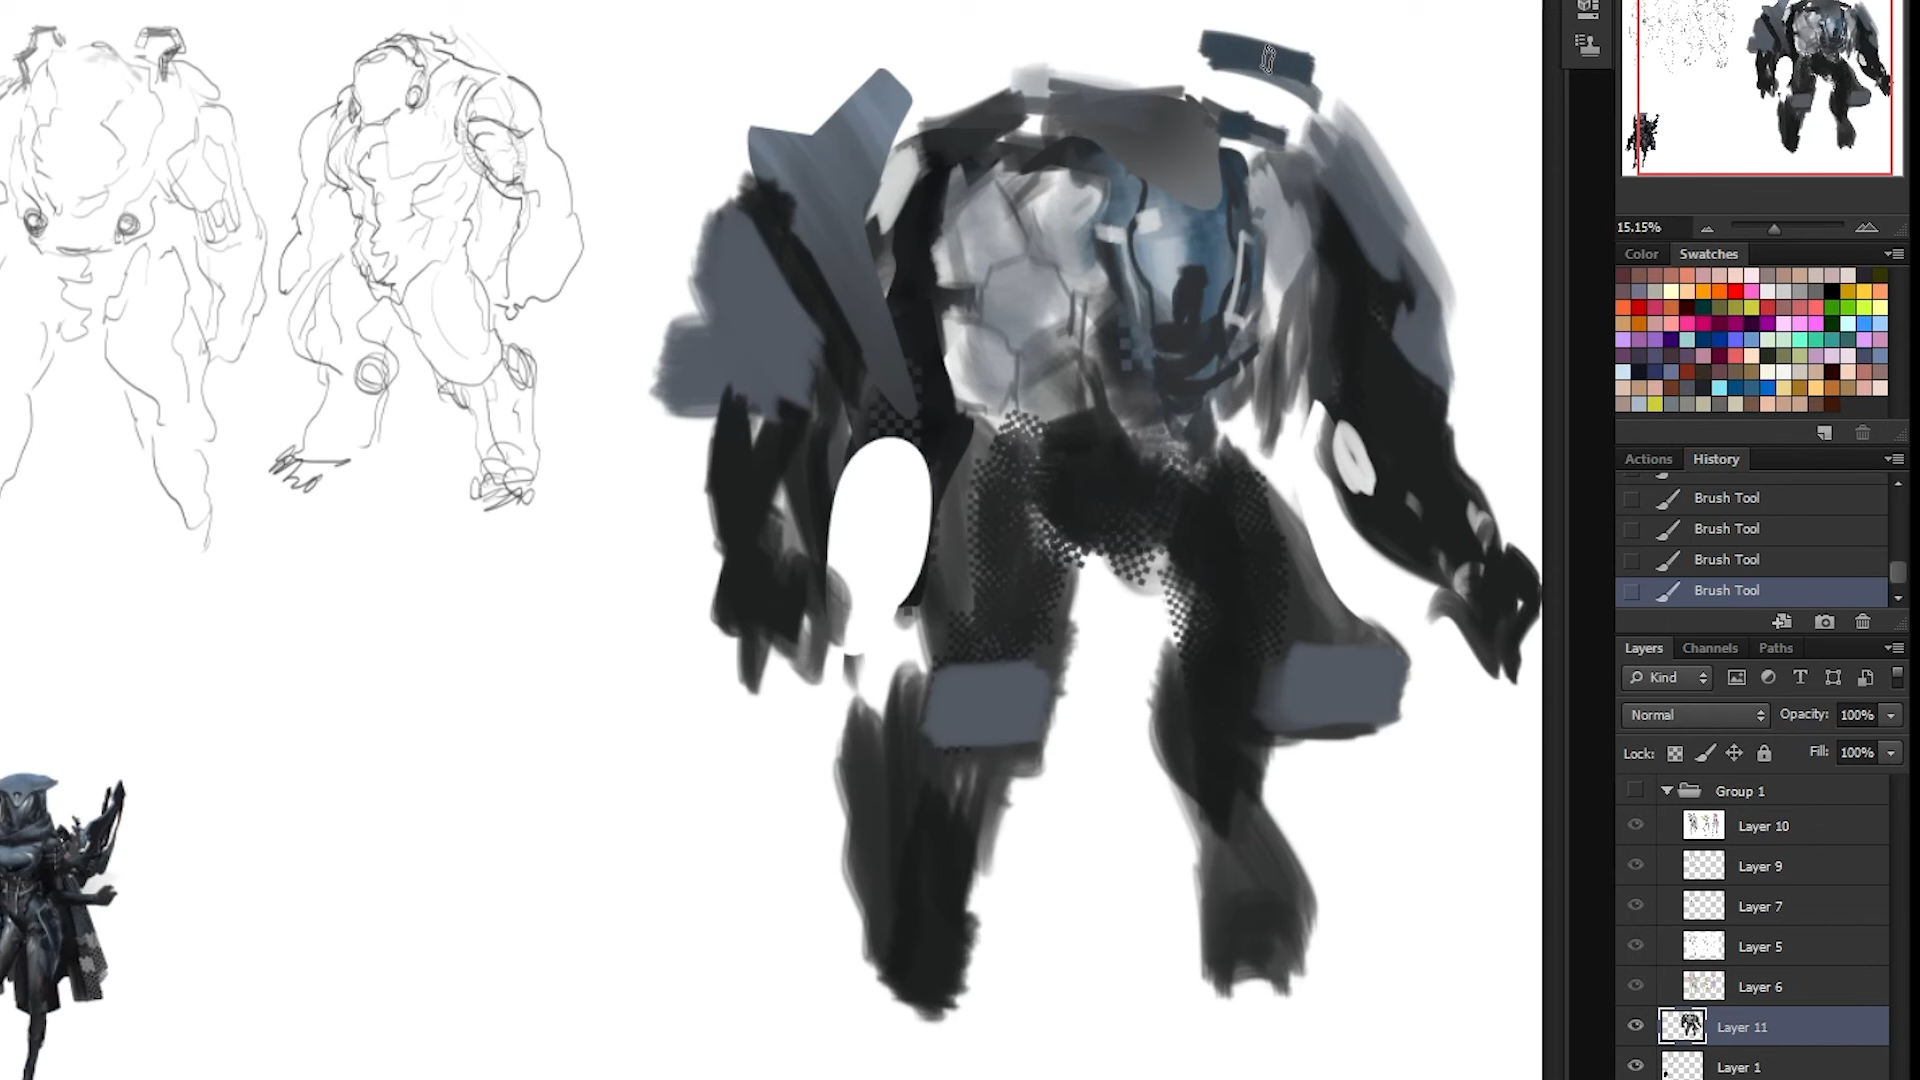 15.15%
Color Swatches
Actions History
Brush Tool
Brush Tool
Brush Tool
Brush Tool
Layers Channels Paths
Kind
Normal Opacity: 100%
Lock: Fill: 100%
Group 1
Layer 10
Layer 9
Layer 7
Layer 5
Layer 6
Layer 11
Layer 1